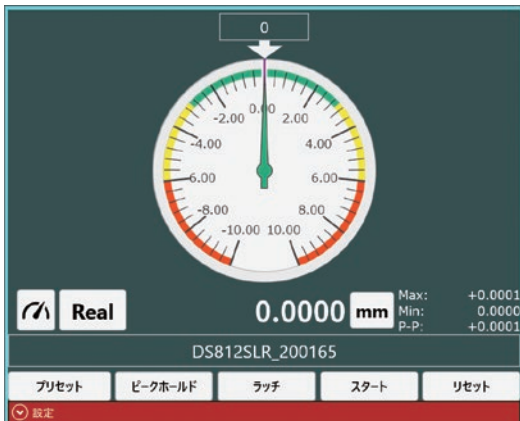 0
0.00
-2.00 2.00
-4.00 4.00
-6.00 6.00
-8.00 8.00
-10.00 10.00
Real 0.0000 mm
Max: +0.0001
Min: 0.0000
P-P: +0.0001
DS812SLR_200165
プリセット ピークホールド ラッチ スタート リセット
設定